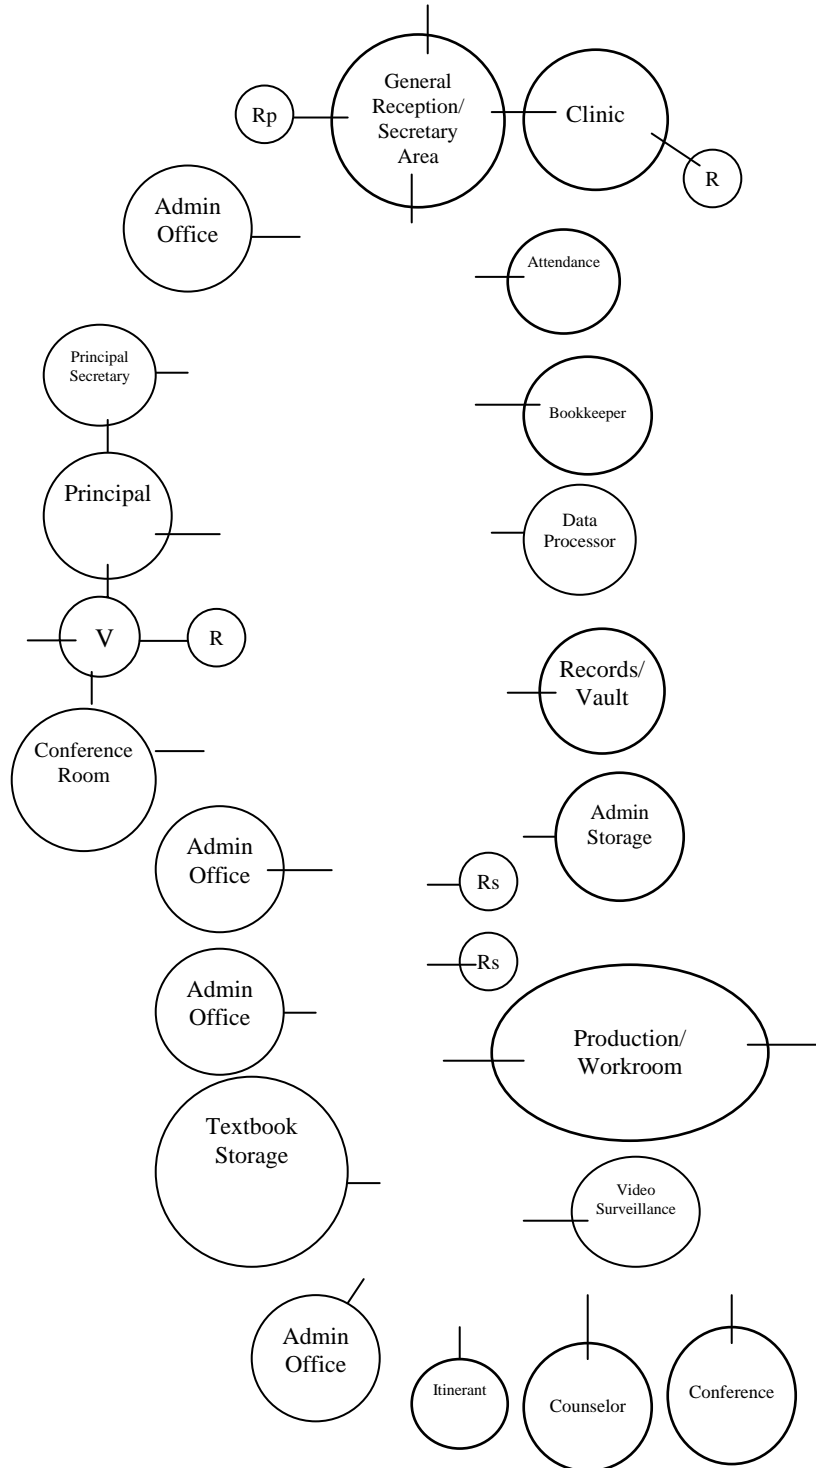 General
Reception/
Secretary
Area
Rp
Clinic
R
Admin
Office
Attendance
Principal
Secretary
Bookkeeper
Principal
Data
Processor
V
R
Records/
Vault
Conference
Room
Admin
Storage
Admin
Office
Rs
Rs
Admin
Office
Production/
Workroom
Textbook
Storage
Video
Surveillance
Admin
Office
Itinerant
Counselor
Conference